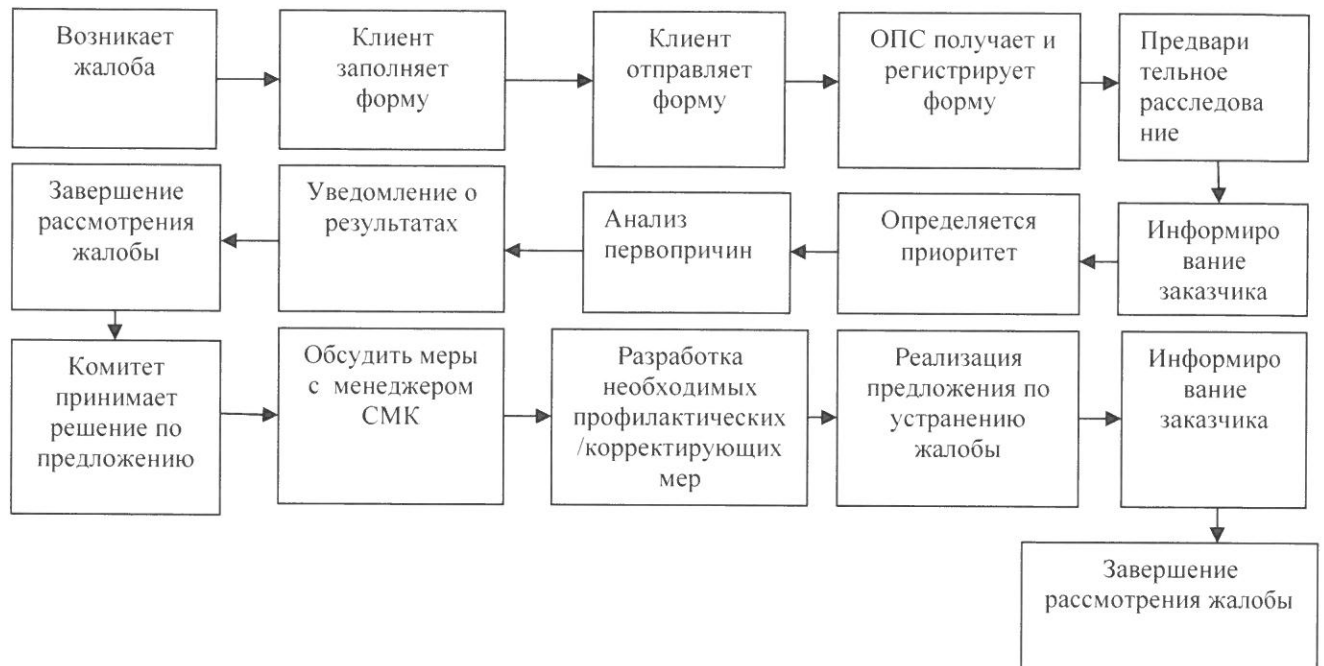 Возникает
жалоба
Клиент
заполняет
форму
Клиент
отправляет
форму
ОПС получает и
регистрирует
форму
Предвари
тельное
расследова
ние
Завершение
рассмотрения
жалобы
Уведомление о
результатах
Анализ
первопричин
Определяется
приоритет
Информиро
вание
заказчика
Комитет
принимает
решение по
предложению
Обсудить меры
с менеджером
СМК
Разработка
необходимых
профилактических
/корректирующих
мер
Реализация
предложения по
устранению
жалобы
Информиро
вание
заказчика
Завершение
рассмотрения жалобы